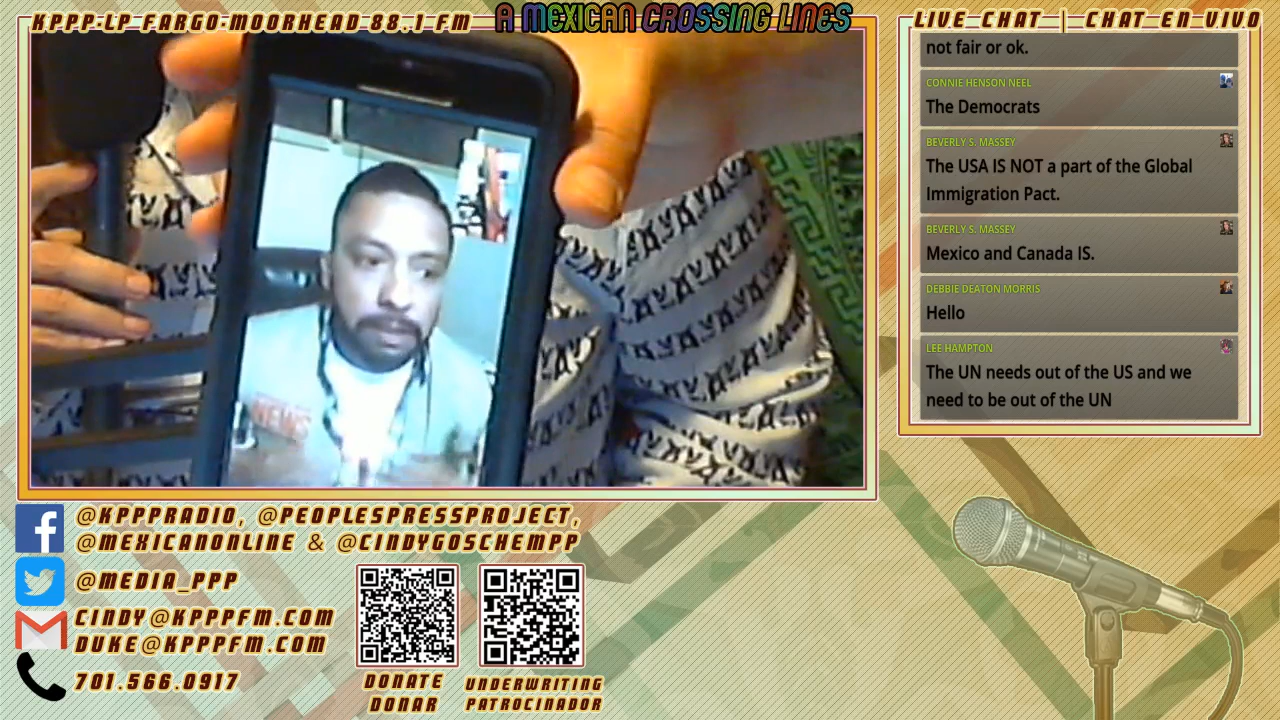 KPPP-LP FARGO-MOORHEAD 88.1 FM
A MEXICAN CROSSING LINES
LIVE CHAT | CHAT EN VIVO
not fair or ok.
CONNIE HENSON NEEL
The Democrats
BEVERLY S. MASSEY
The USA IS NOT a part of the Global
Immigration Pact.
BEVERLY S. MASSEY
Mexico and Canada IS.
DEBBIE DEATON MORRIS
Hello
LEE HAMPTON
The UN needs out of the US and we
need to be out of the UN
NEWS
@KPPPRADIO, @PEOPLESPRESSPROJECT,
@MEXICANONLINE & @CINDYGOSCHEMPP
@MEDIA_PPP
CINDY@KPPPFM.COM
DUKE@KPPPFM.COM
701.566.0917
DONATE
DONAR
UNDERWRITING
PATROCINADOR